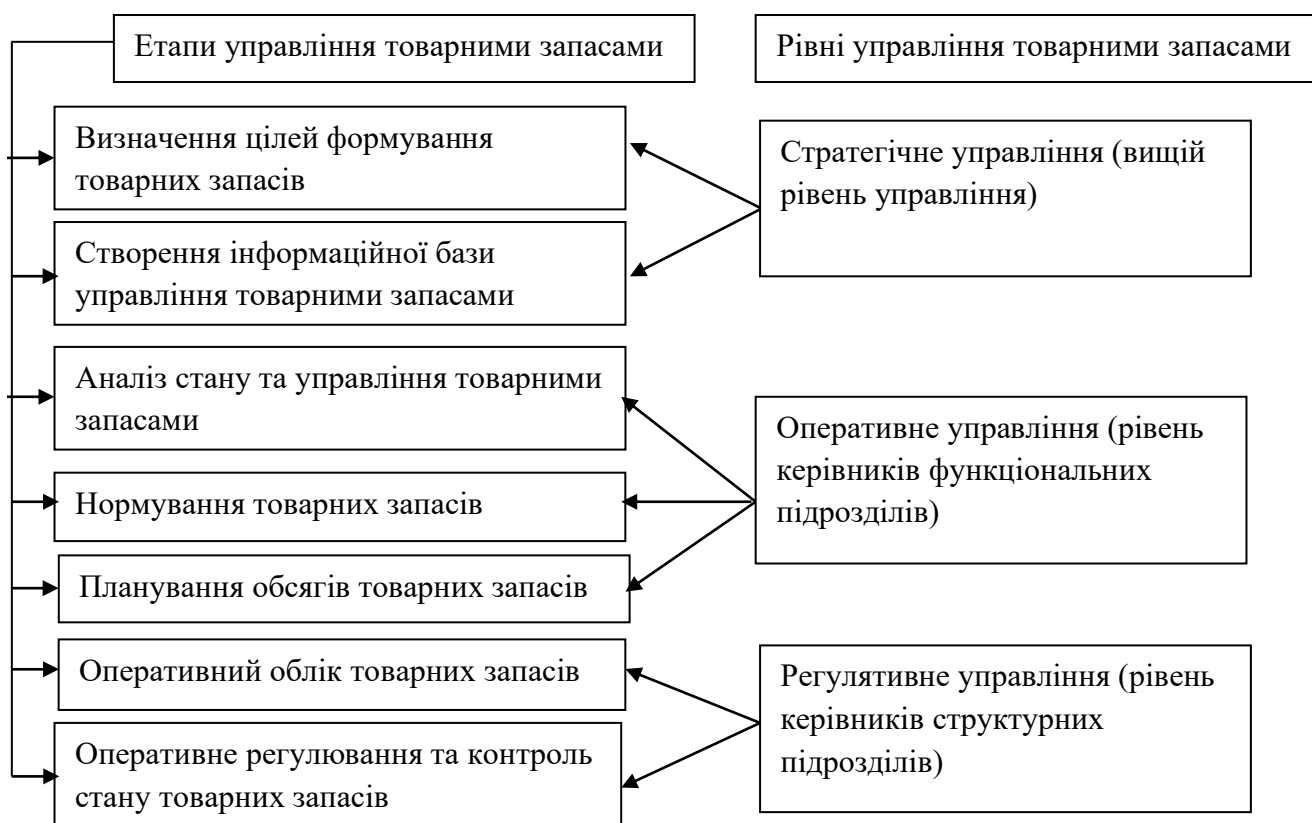 Етапи управління товарними запасами
Рівні управління товарними запасами
Визначення цілей формування
товарних запасів
Створення інформаційної бази
управління товарними запасами
Аналіз стану та управління товарними
запасами
Нормування товарних запасів
Планування обсягів товарних запасів
Оперативний облік товарних запасів
Оперативне регулювання та контроль
стану товарних запасів
Стратегічне управління (вищій
рівень управління)
Оперативне управління (рівень
керівників функціональних
підрозділів)
Регулятивне управління (рівень
керівників структурних
підрозділів)